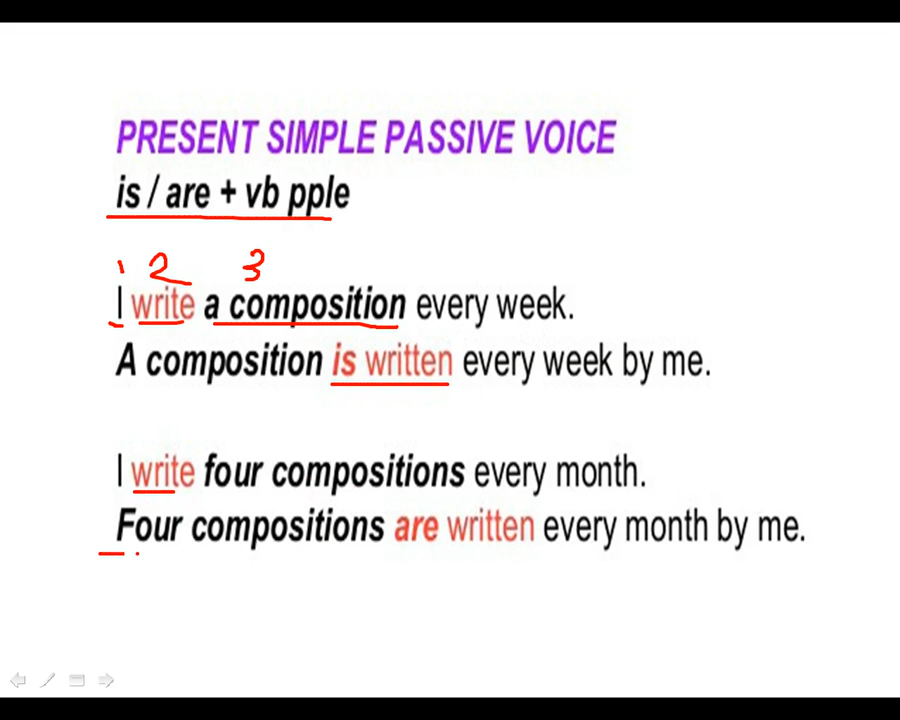 PRESENT SIMPLE PASSIVE VOICE
is / are + vb pple
1 2 3
I write a composition every week.
A composition is written every week by me.
I write four compositions every month.
Four compositions are written every month by me.